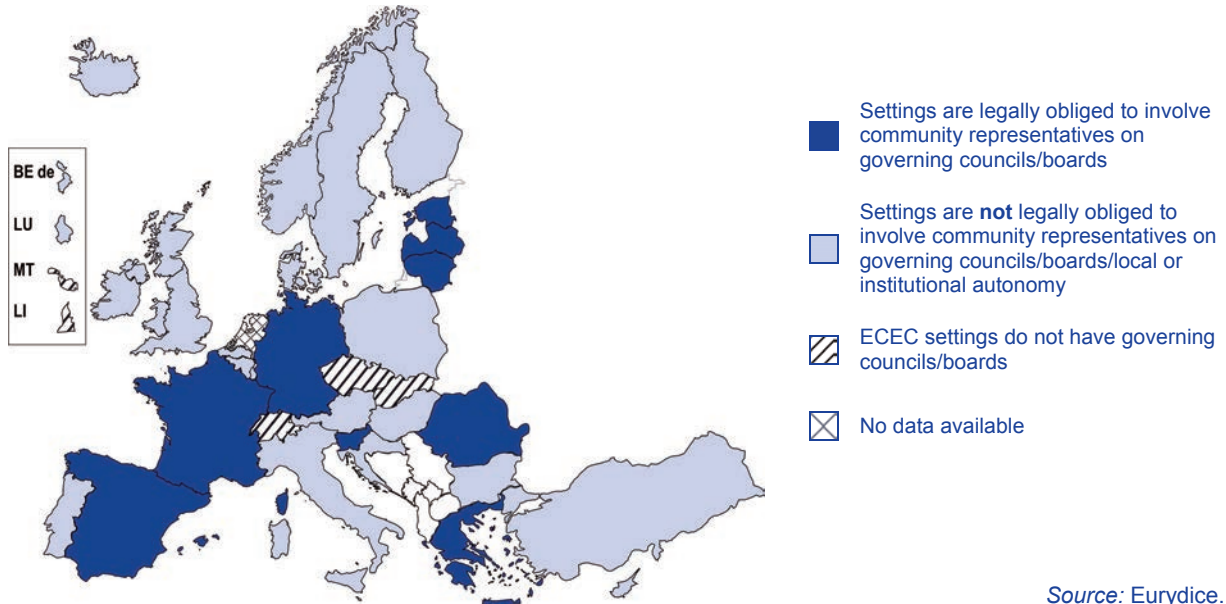 BE de
LU
MT
LI
Settings are legally obliged to involve
community representatives on
governing councils/boards
Settings are not legally obliged to
involve community representatives on
governing councils/boards/local or
institutional autonomy
ECEC settings do not have governing
councils/boards
No data available
Source: Eurydice.